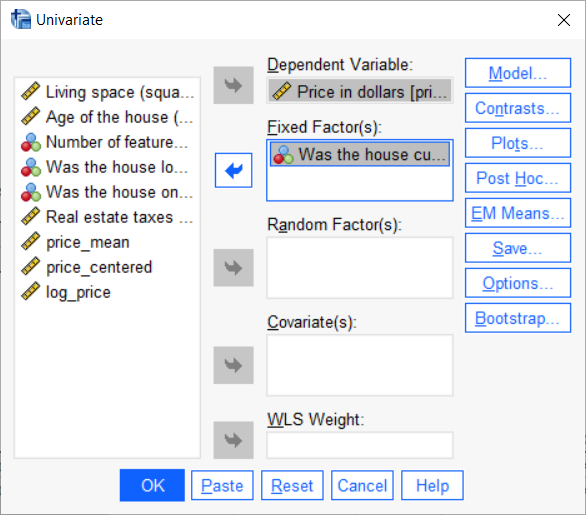 Univariate
Living space (squa...
Age of the house (...
Number of feature...
Was the house lo...
Was the house on...
Real estate taxes ...
price_mean
price_centered
log_price
Dependent Variable:
Price in dollars [pri...
Fixed Factor(s):
Was the house cu...
Random Factor(s):
Covariate(s):
WLS Weight:
Model...
Contrasts...
Plots...
Post Hoc...
EM Means...
Save...
Options...
Bootstrap...
OK
Paste
Reset
Cancel
Help